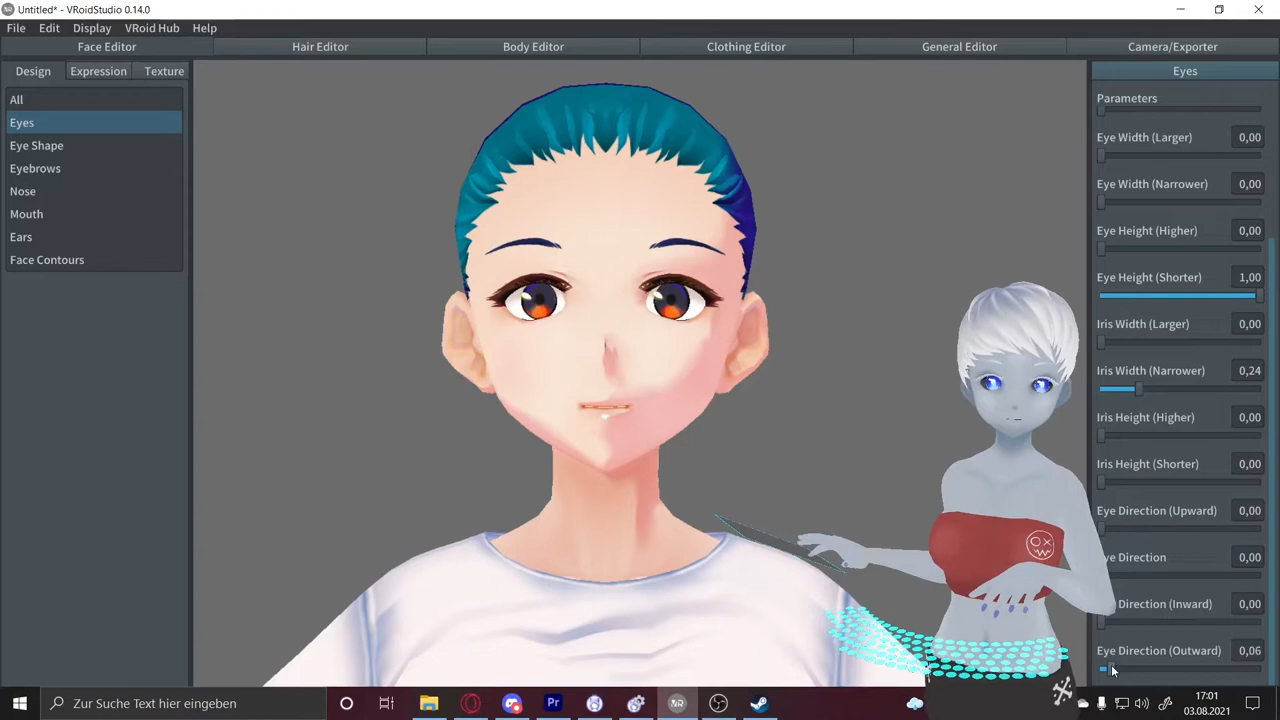 Untitled* - VRoidStudio 0.14.0
File Edit Display VRoid Hub Help
Face Editor Hair Editor Body Editor Clothing Editor General Editor Camera/Exporter
Design Expression Texture
All
Eyes
Eye Shape
Eyebrows
Nose
Mouth
Ears
Face Contours
Eyes
Parameters
Eye Width (Larger) 0,00
Eye Width (Narrower) 0,00
Eye Height (Higher) 0,00
Eye Height (Shorter) 1,00
Iris Width (Larger) 0,00
Iris Width (Narrower) 0,24
Iris Height (Higher) 0,00
Iris Height (Shorter) 0,00
Eye Direction (Upward) 0,00
Eye Direction 0,00
Direction (Inward) 0,00
Eye Direction (Outward) 0,06
Zur Suche Text hier eingeben
17:01
03.08.2021